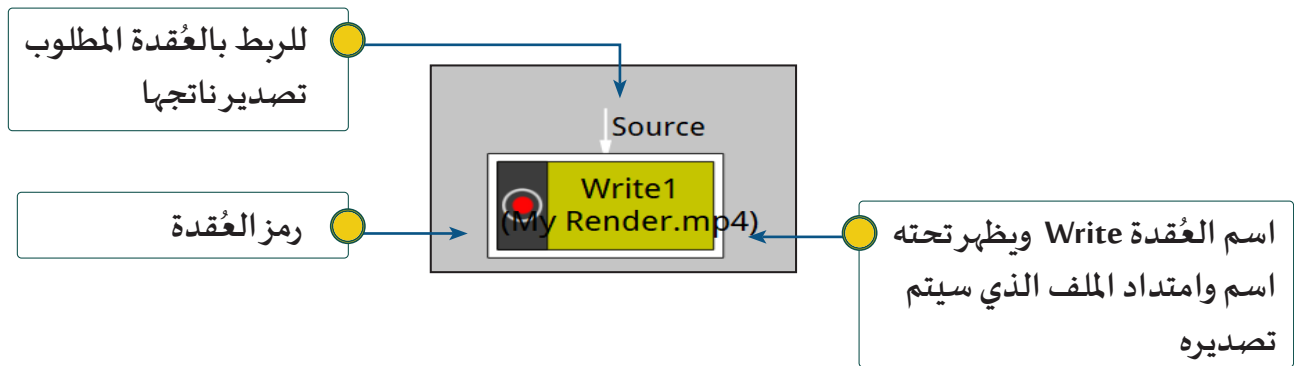 للربط بالعُقدة المطلوب
تصدير ناتجها
Source
Write1
(My Render.mp4)
رمز العُقدة
اسم العُقدة Write ويظهر تحته
اسم وامتداد الملف الذي سيتم
تصديره